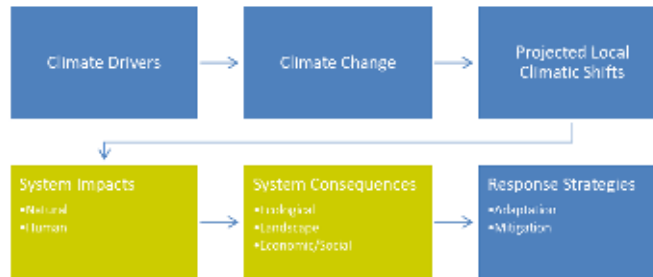 Climate Drivers
Climate Change
Projected Local
Climatic Shifts
System Impacts
•Natural
•Human
System Consequences
•Ecological
•Landscape
•Economic/Social
Response Strategies
•Adaptation
•Mitigation